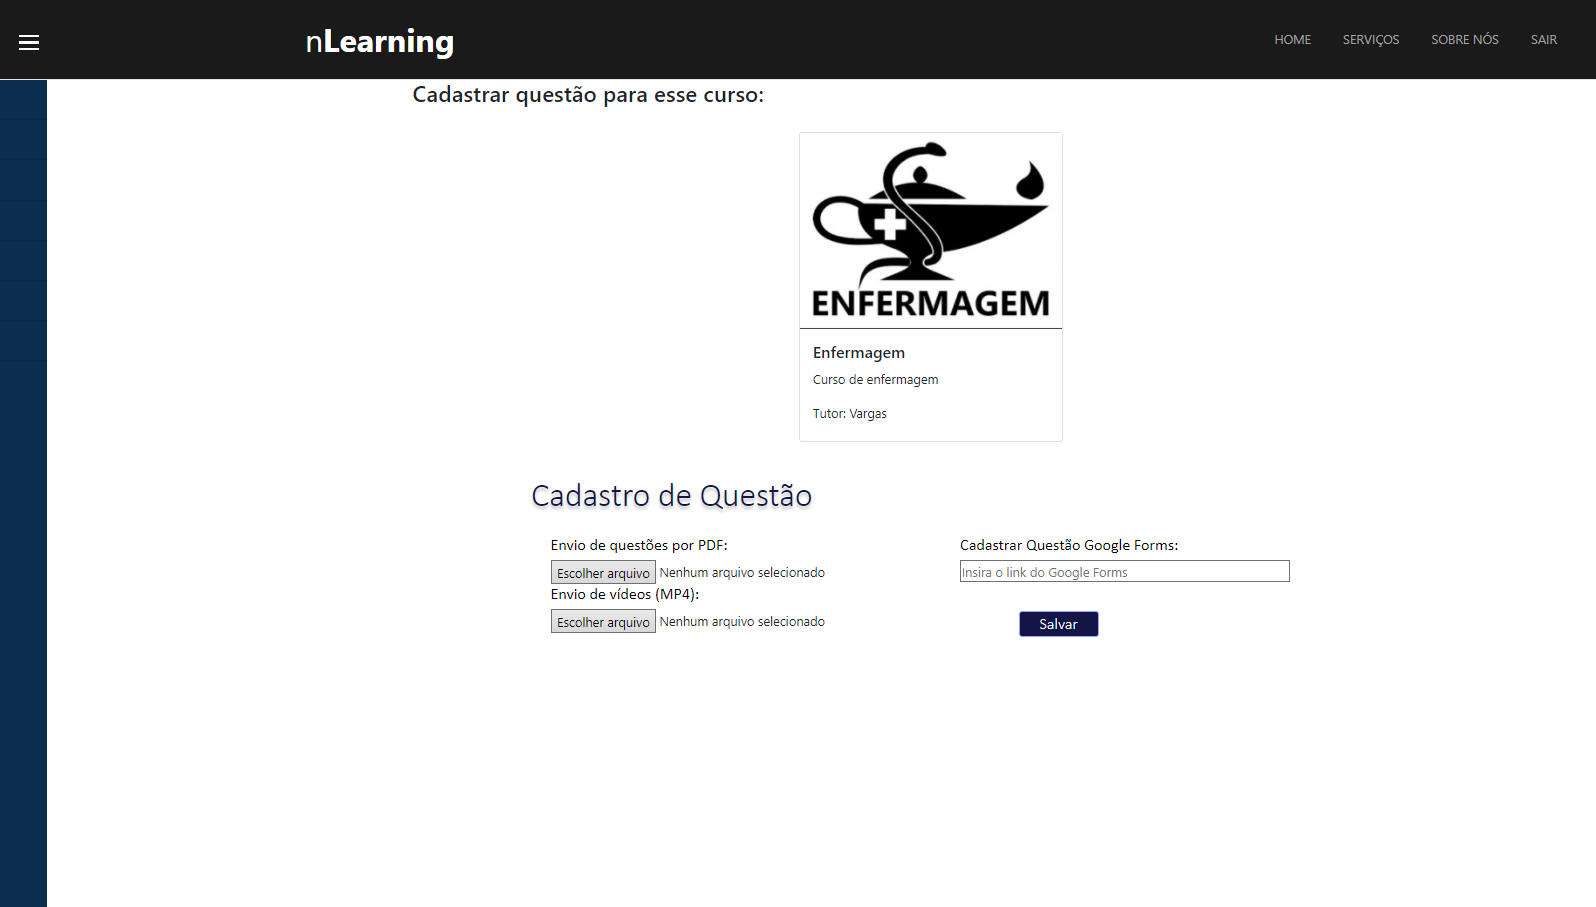 nLearning
HOME SERVIÇOS SOBRE NÓS SAIR
Cadastrar questão para esse curso:
ENFERMAGEM
Enfermagem
Curso de enfermagem
Tutor: Vargas
Cadastro de Questão
Envio de questões por PDF:
Escolher arquivo Nenhum arquivo selecionado
Envio de vídeos (MP4):
Escolher arquivo Nenhum arquivo selecionado
Cadastrar Questão Google Forms:
Insira o link do Google Forms
Salvar